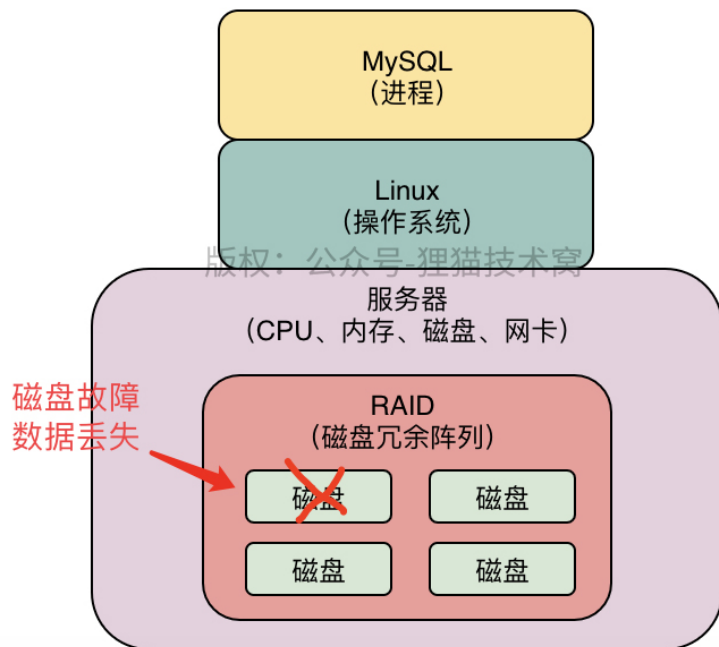 MySQL
（进程）
Linux
（操作系统）
版权：公众号-狸猫技术窝
服务器
（CPU、内存、磁盘、网卡）
磁盘故障
数据丢失
RAID
（磁盘冗余阵列）
磁盘
磁盘
磁盘
磁盘